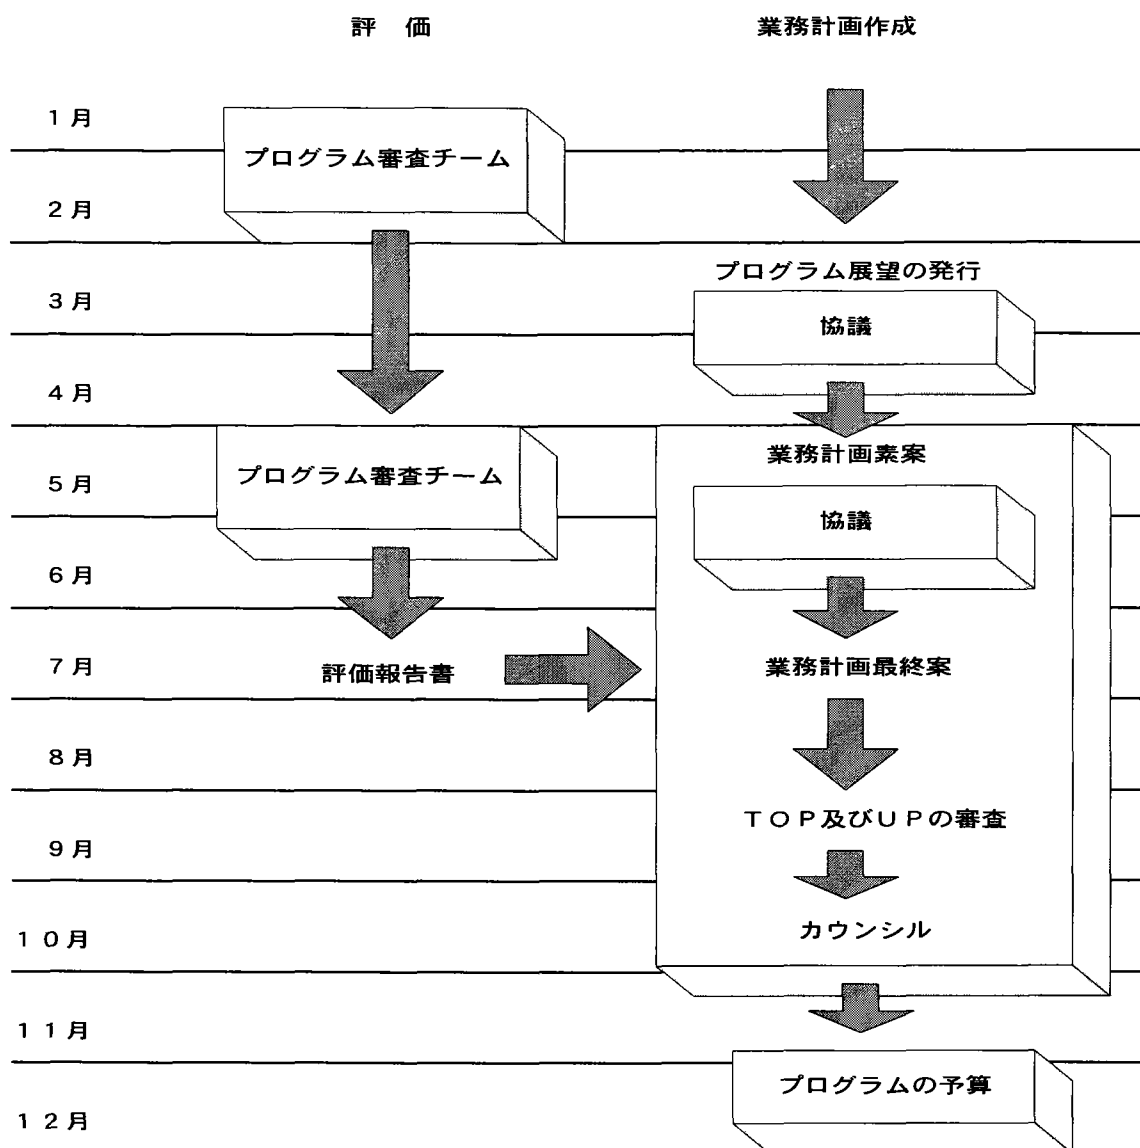 評　価
業務計画作成
１月
プログラム審査チーム
２月
プログラム展望の発行
３月
協議
４月
業務計画素案
プログラム審査チーム
５月
協議
６月
７月
評価報告書
業務計画最終案
８月
ＴＯＰ及びＵＰの審査
９月
カウンシル
１０月
１１月
プログラムの予算
１２月